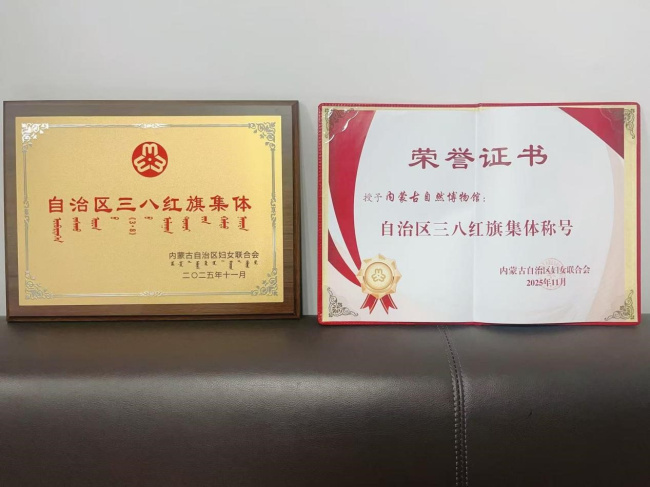 自治区三八红旗集体
(3·8)
内蒙古自治区妇女联合会
二〇二五年十一月
荣誉证书
授予内蒙古自然博物馆：
自治区三八红旗集体称号
内蒙古自治区妇女联合会
2025年11月